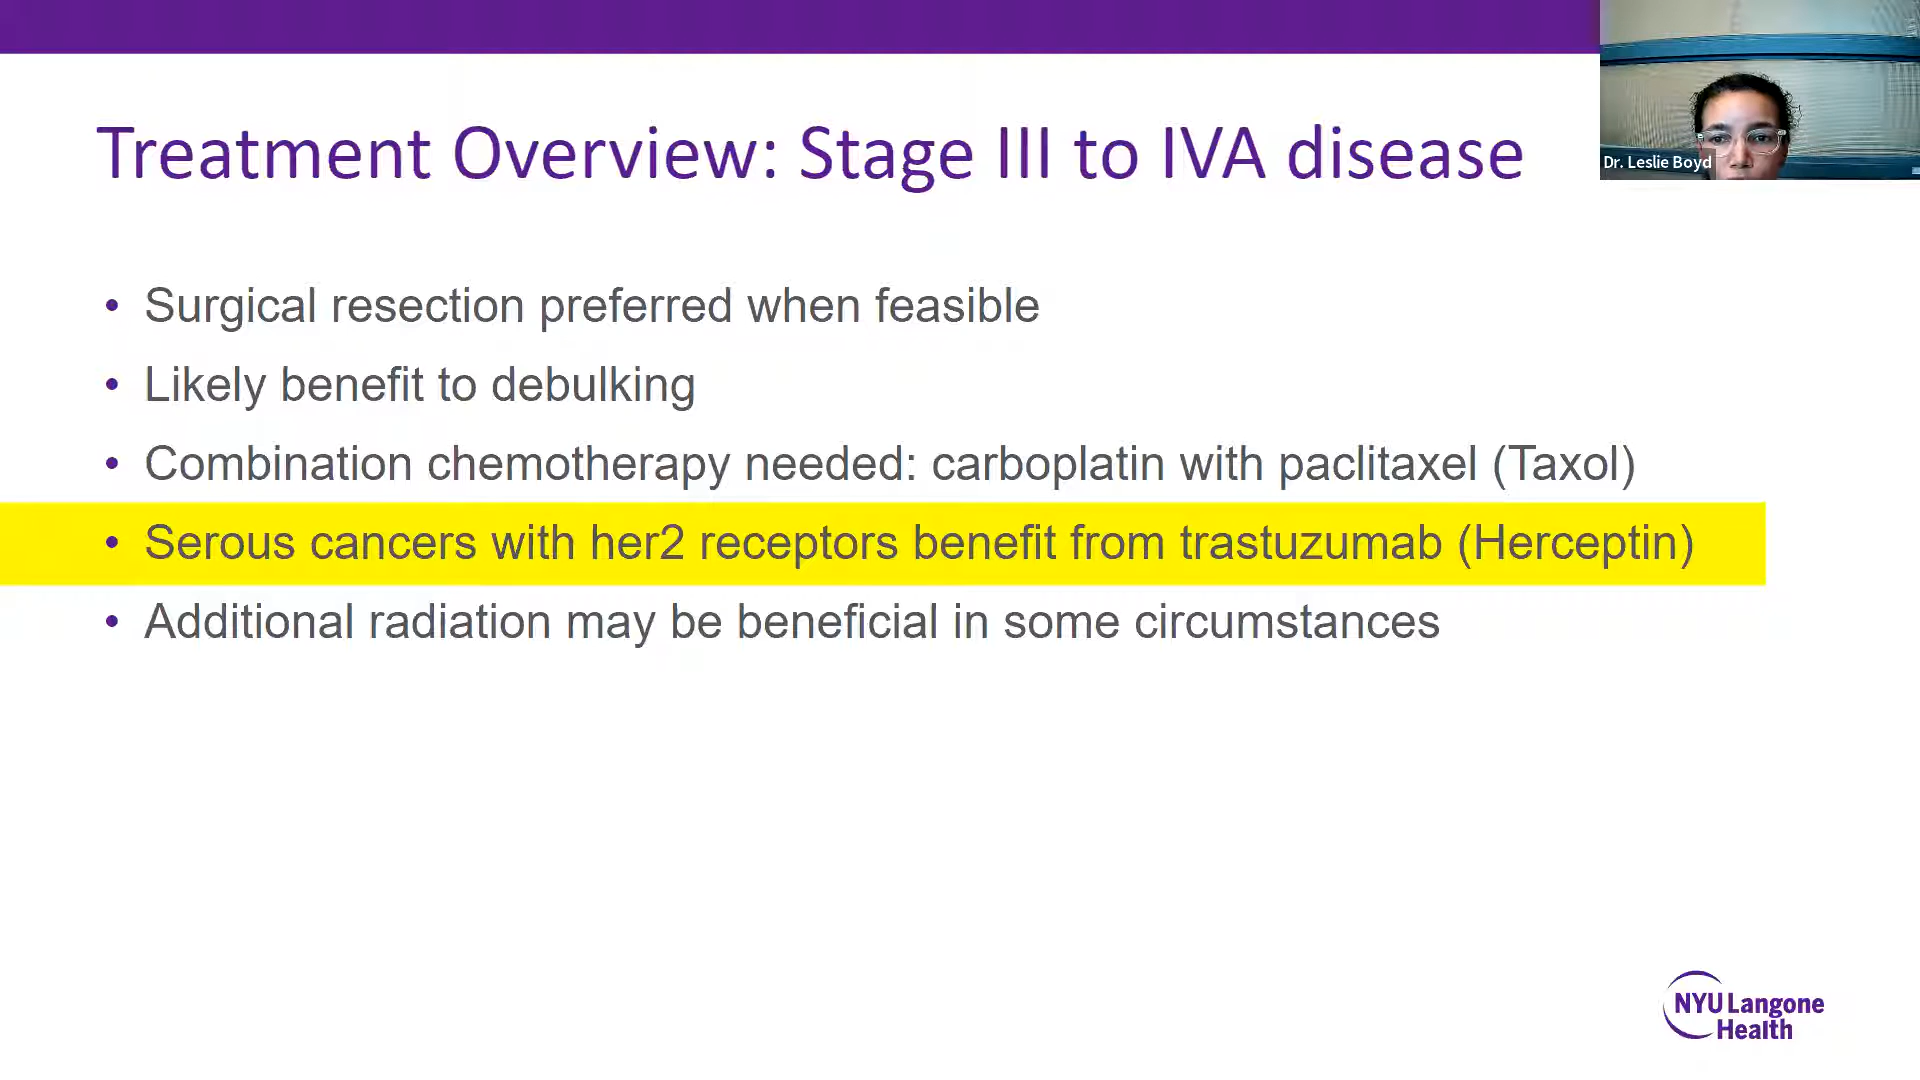 Treatment Overview: Stage III to IVA disease
Dr. Leslie Boyd
• Surgical resection preferred when feasible
• Likely benefit to debulking
• Combination chemotherapy needed: carboplatin with paclitaxel (Taxol)
• Serous cancers with her2 receptors benefit from trastuzumab (Herceptin)
• Additional radiation may be beneficial in some circumstances
NYU Langone
Health